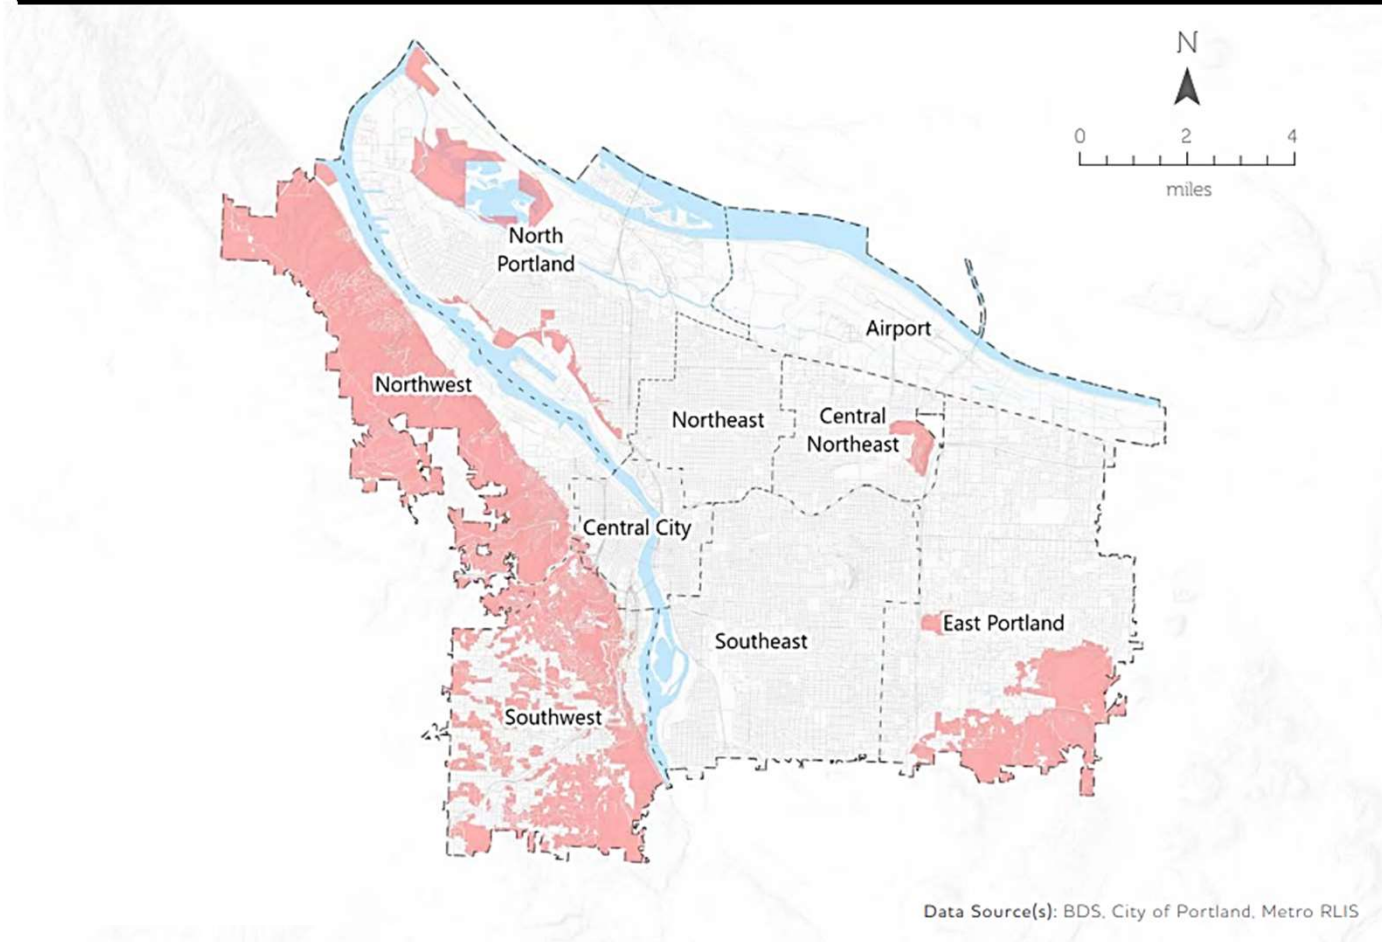 N
0 2 4
miles
North
Portland
Airport
Northwest
Northeast
Central
Northeast
Central City
East Portland
Southeast
Southwest
Data Source(s): BDS, City of Portland, Metro RLIS